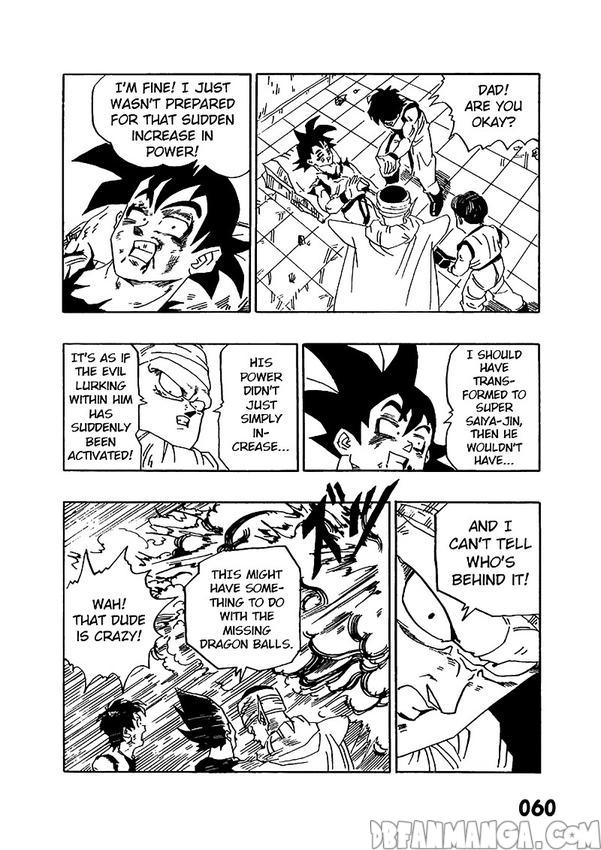 DAD!
ARE YOU
OKAY?
I'M FINE! I JUST
WASN'T PREPARED
FOR THAT SUDDEN
INCREASE IN
POWER!
I SHOULD
HAVE
TRANS-
FORMED TO
SUPER
SAIYA-JIN,
THEN HE
WOULDN'T
HAVE...
HIS
POWER
DIDN'T
JUST
SIMPLY
IN-
CREASE...
IT'S AS IF
THE EVIL
LURKING
WITHIN HIM
HAS
SUDDENLY
BEEN
ACTIVATED!
AND I
CAN'T TELL
WHO'S
BEHIND IT!
ズズッ
THIS MIGHT
HAVE SOME-
THING TO DO
WITH THE
MISSING
DRAGON BALLS.
WAH!
THAT DUDE
IS CRAZY!
060
DBFANMANGA.COM